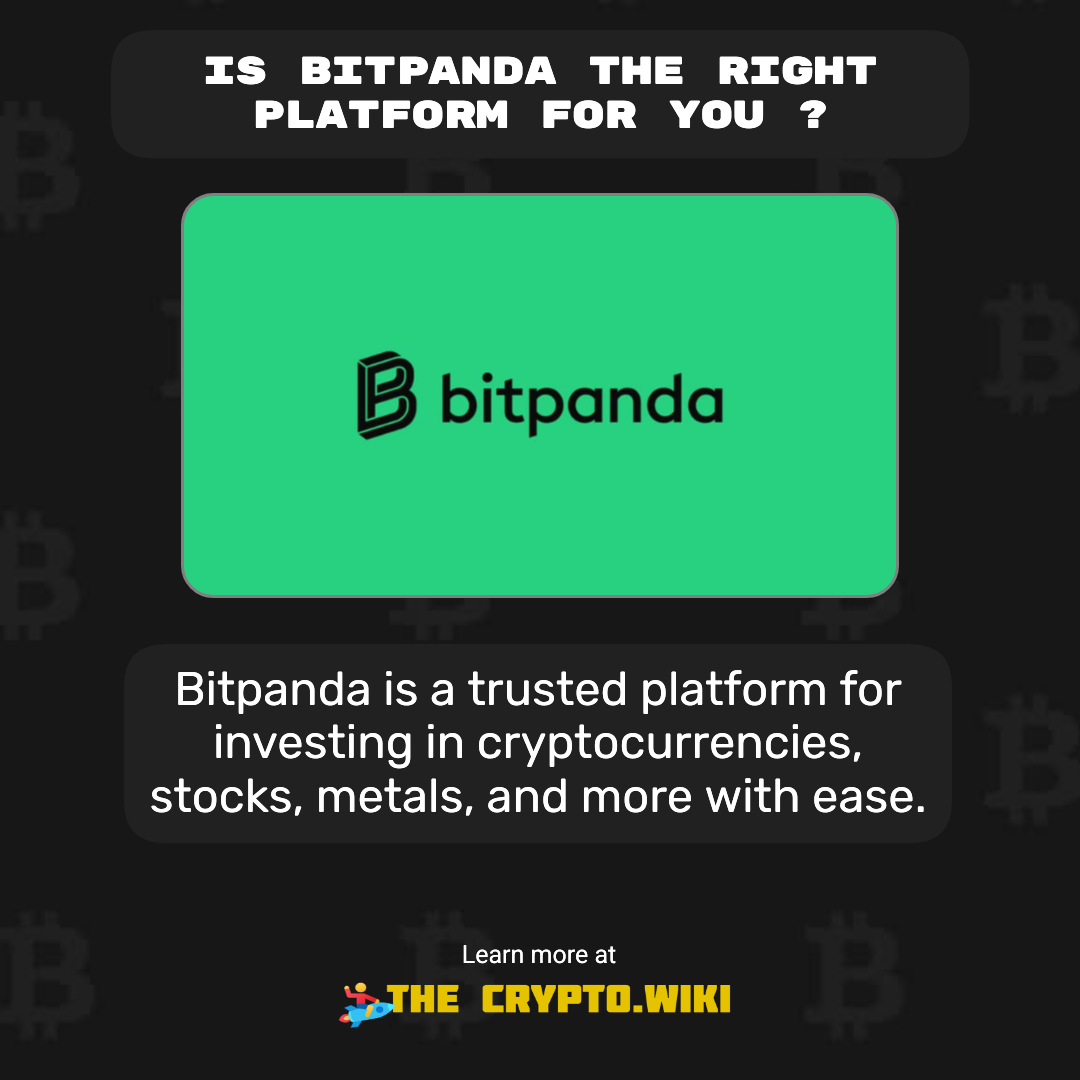 IS BITPANDA THE RIGHT
PLATFORM FOR YOU ?
bitpanda
Bitpanda is a trusted platform for
investing in cryptocurrencies,
stocks, metals, and more with ease.
Learn more at
THE CRYPTO.WIKI